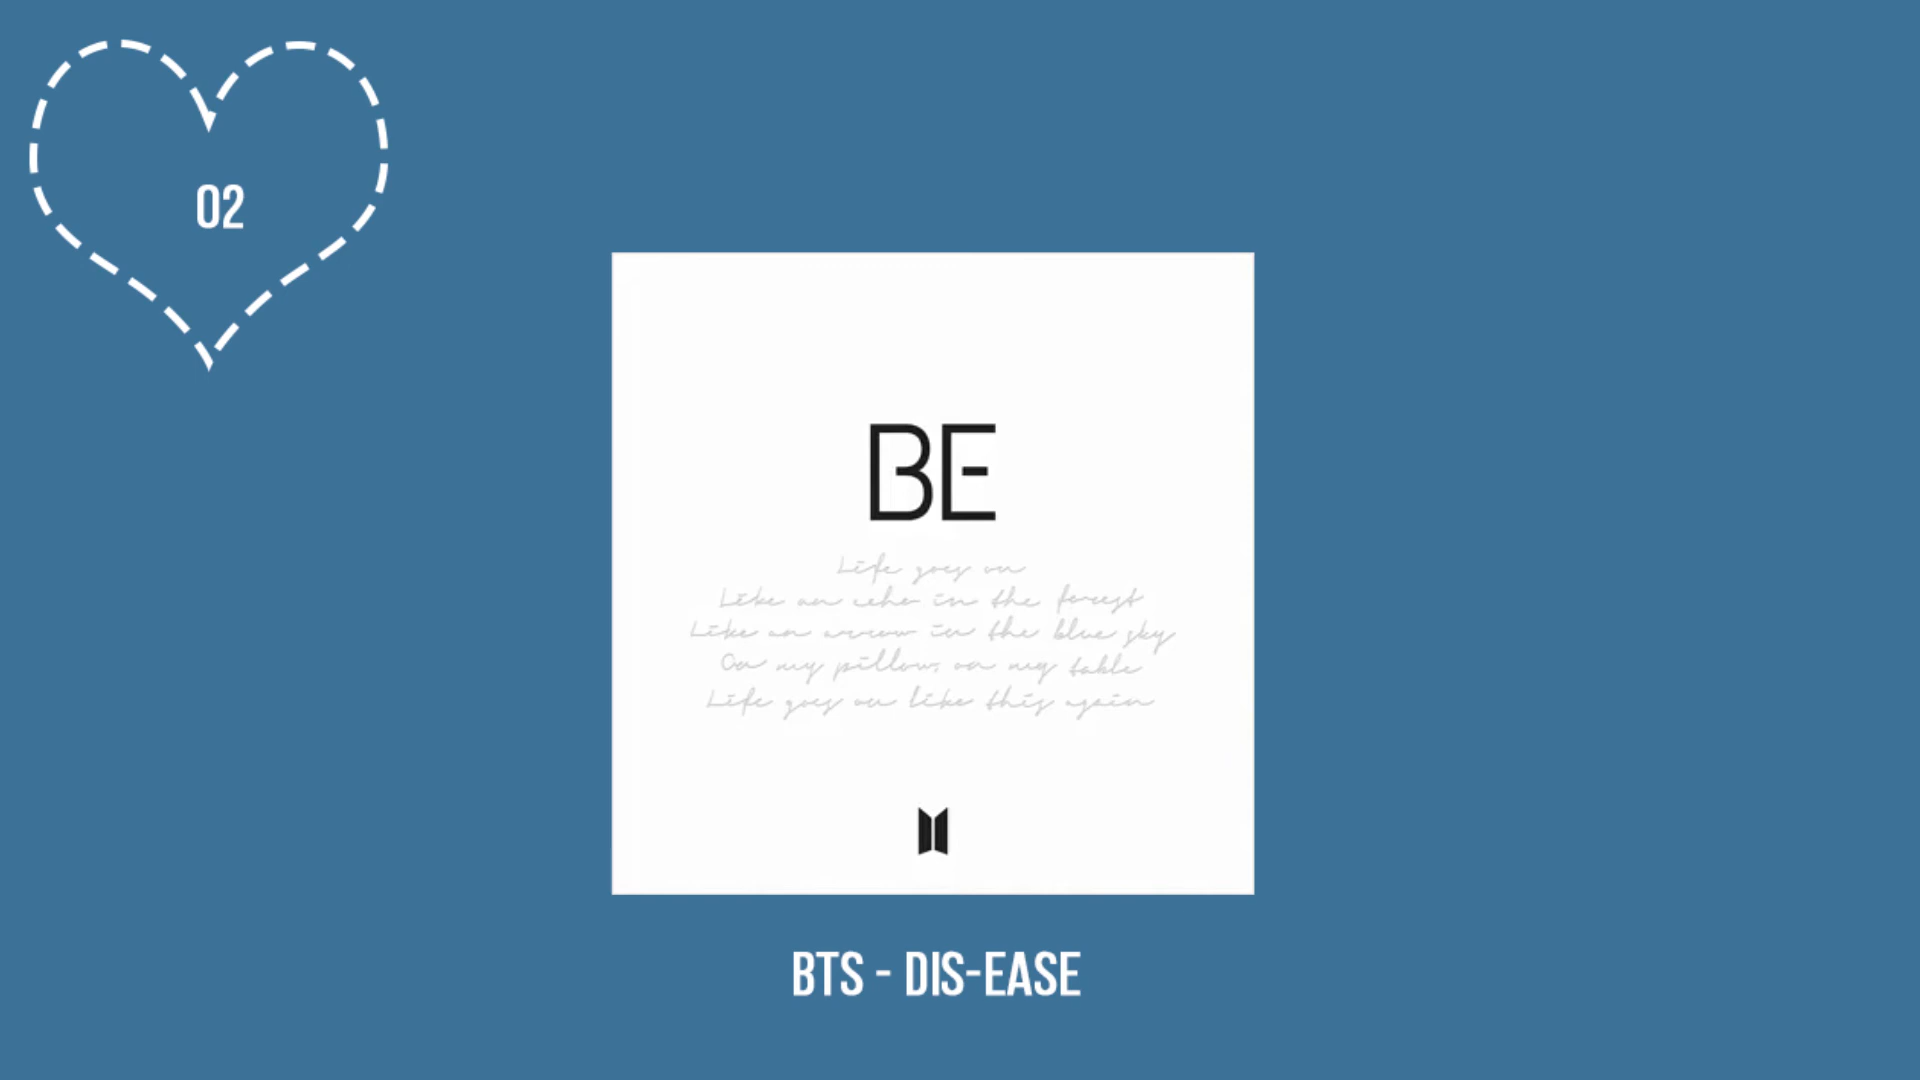 02
BE
Life goes on
Like an echo in the forest
Like an arrow in the blue sky
On my pillow, on my table
Life goes on like this again
BTS - DIS-EASE